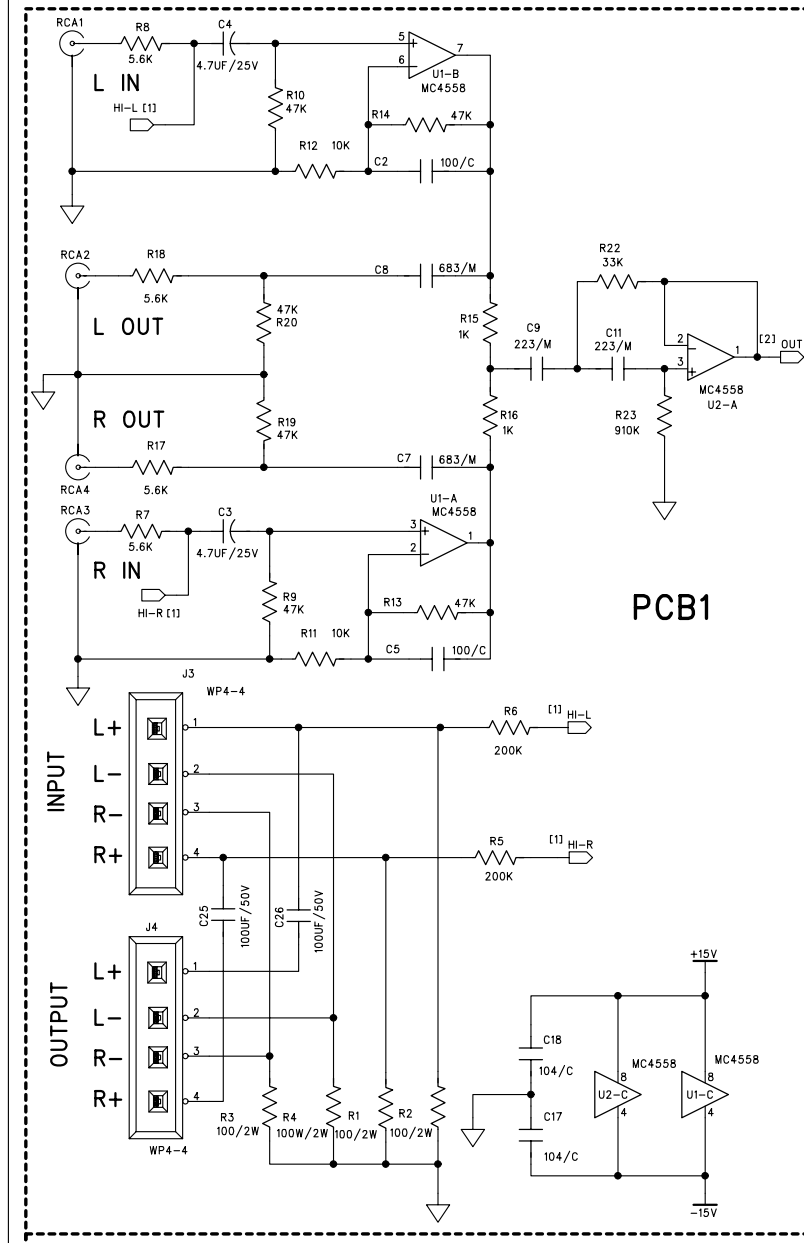 RCA1
R8
5.6K
C4
4.7UF/25V
L IN
HI-L [1]
R10
47K
5
6
7
U1-B
MC4558
R14
47K
R12
10K
C2
100/C
RCA2
R18
5.6K
L OUT
47K
R20
C8
683/M
R15
1K
R22
33K
C9
223/M
C11
223/M
2
3
1
[2]
OUT
MC4558
U2-A
R OUT
R19
47K
R16
1K
R23
910K
R17
5.6K
RCA4
C7
683/M
RCA3
R7
5.6K
C3
4.7UF/25V
U1-A
MC4558
3
2
1
R IN
HI-R [1]
R9
47K
R13
47K
R11
10K
C5
100/C
PCB1
J3
WP4-4
INPUT
L+
1
L-
2
R-
3
R+
4
R6
200K
[1]
HI-L
R5
200K
[1]
HI-R
C25
100UF/50V
C26
100UF/50V
J4
OUTPUT
L+
1
L-
2
R-
3
R+
4
WP4-4
R3
100/2W
R4
100W/2W
R1
100/2W
R2
100/2W
+15V
C18
104/C
C17
104/C
MC4558
8
U2-C
4
MC4558
8
U1-C
4
-15V